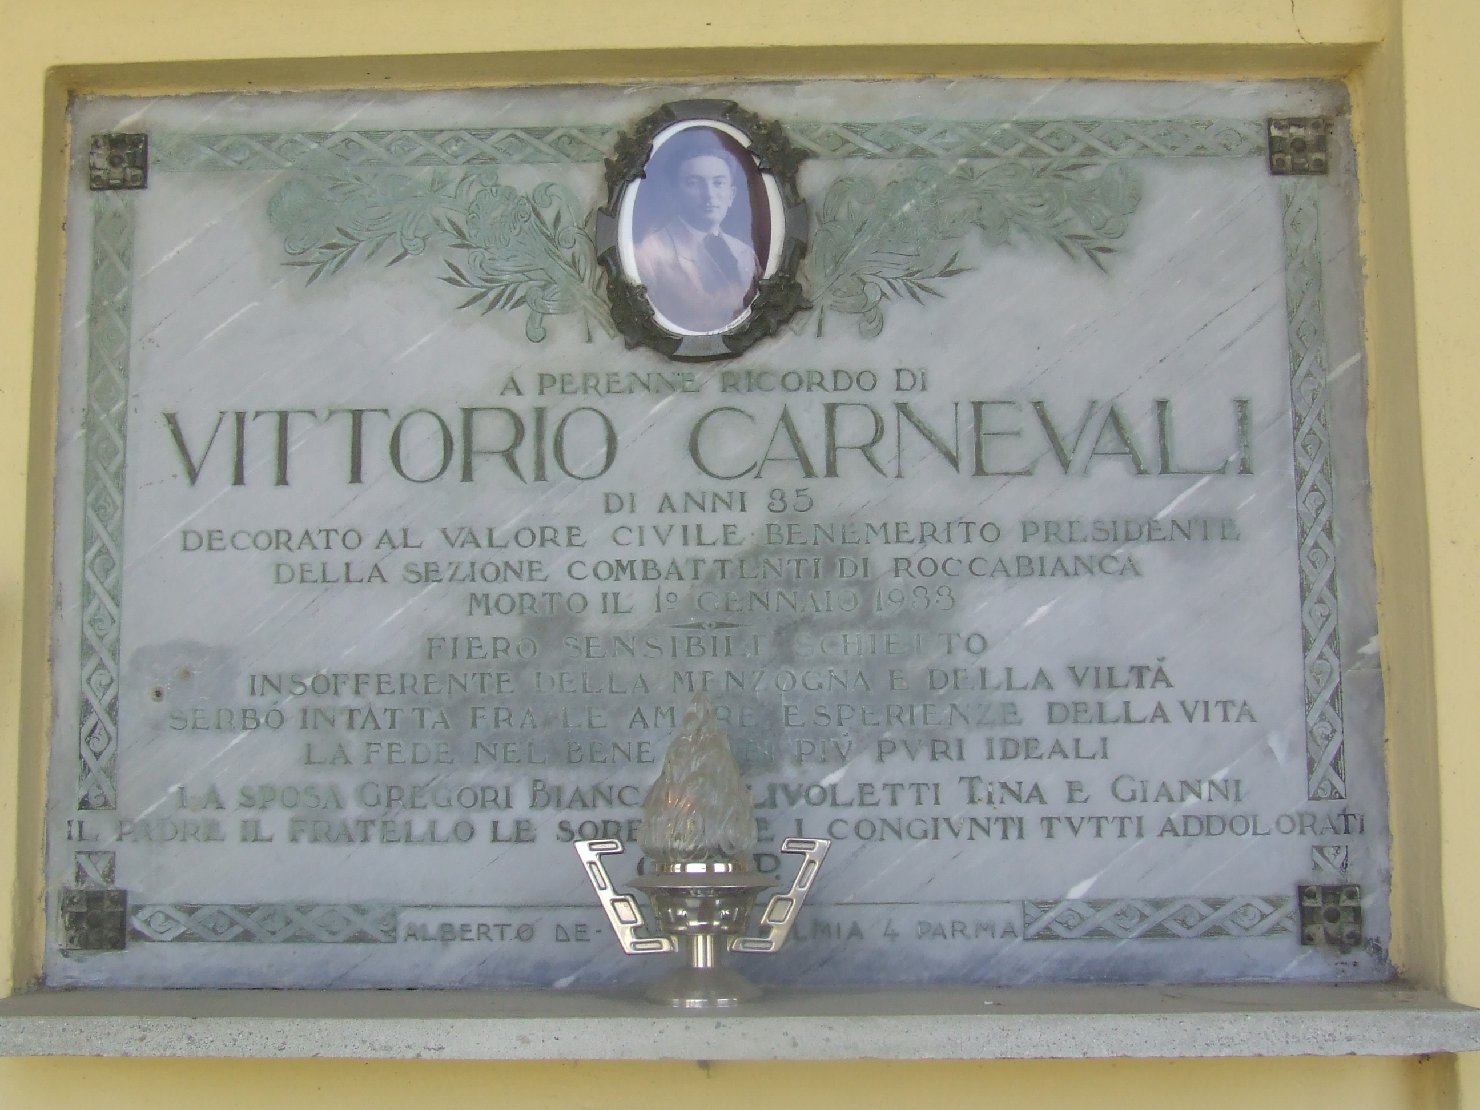 A PERENNE RICORDO DI
VITTORIO CARNEVALI
DI ANNI 35
DECORATO AL VALORE CIVILE BENEMERITO PRESIDENTE
DELLA SEZIONE COMBATTENTI DI ROCCABIANCA
MORTO IL 1º GENNAIO 1933
FIERO SENSIBILE SCHIETTO
INSOFFERENTE DELLA MENZOGNA E DELLA VILTÀ
SERBÒ INTATTA FRA LE AMARE ESPERIENZE DELLA VITA
LA FEDE NEL BENE PIÙ PVRI IDEALI
LA SPOSA GREGORI BIANCA TINA E GIANNI
IL PADRE IL FRATELLO LE E I CONGIVNTI TVTTI ADDOLORATI
ALBERTO DE- 4 PARMA